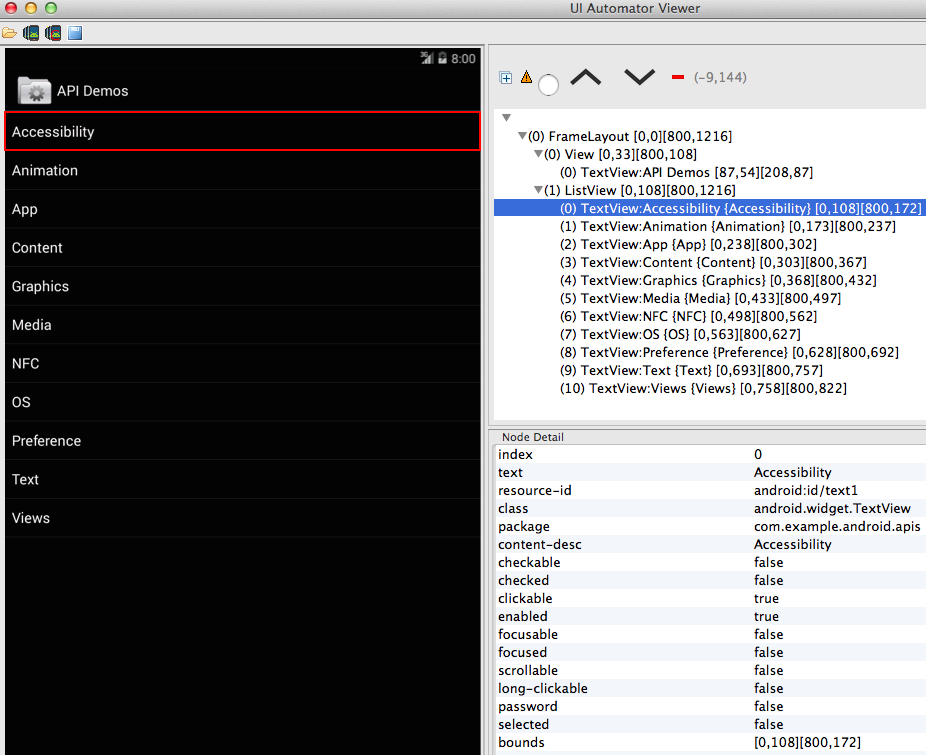 UI Automator Viewer
3G 8:00
API Demos
Accessibility
Animation
App
Content
Graphics
Media
NFC
OS
Preference
Text
Views
(-9,144)
(0) FrameLayout [0,0][800,1216]
(0) View [0,33][800,108]
(0) TextView:API Demos [87,54][208,87]
(1) ListView [0,108][800,1216]
(0) TextView:Accessibility {Accessibility} [0,108][800,172]
(1) TextView:Animation {Animation} [0,173][800,237]
(2) TextView:App {App} [0,238][800,302]
(3) TextView:Content {Content} [0,303][800,367]
(4) TextView:Graphics {Graphics} [0,368][800,432]
(5) TextView:Media {Media} [0,433][800,497]
(6) TextView:NFC {NFC} [0,498][800,562]
(7) TextView:OS {OS} [0,563][800,627]
(8) TextView:Preference {Preference} [0,628][800,692]
(9) TextView:Text {Text} [0,693][800,757]
(10) TextView:Views {Views} [0,758][800,822]
Node Detail
index 0
text Accessibility
resource-id android:id/text1
class android.widget.TextView
package com.example.android.apis
content-desc Accessibility
checkable false
checked false
clickable true
enabled true
focusable false
focused false
scrollable false
long-clickable false
password false
selected false
bounds [0,108][800,172]